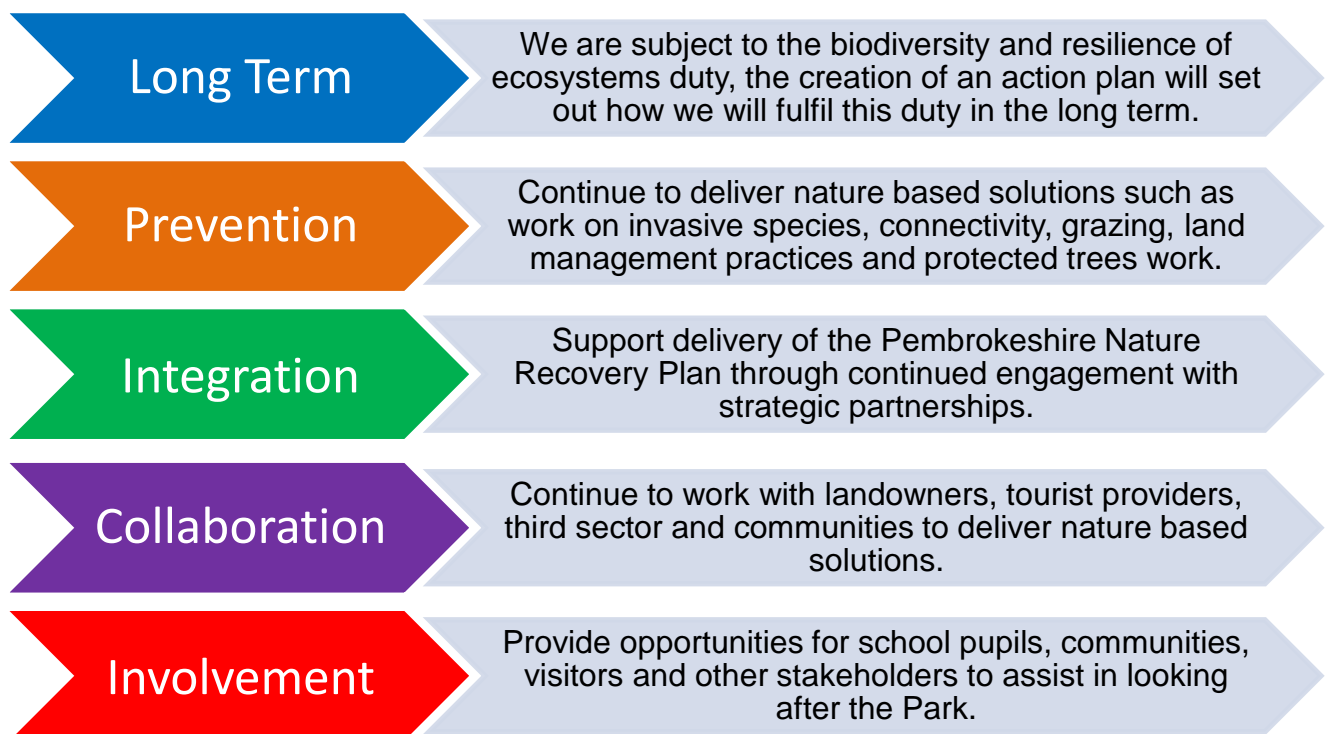 Long Term
We are subject to the biodiversity and resilience of
ecosystems duty, the creation of an action plan will set
out how we will fulfil this duty in the long term.
Prevention
Continue to deliver nature based solutions such as
work on invasive species, connectivity, grazing, land
management practices and protected trees work.
Integration
Support delivery of the Pembrokeshire Nature
Recovery Plan through continued engagement with
strategic partnerships.
Collaboration
Continue to work with landowners, tourist providers,
third sector and communities to deliver nature based
solutions.
Involvement
Provide opportunities for school pupils, communities,
visitors and other stakeholders to assist in looking
after the Park.